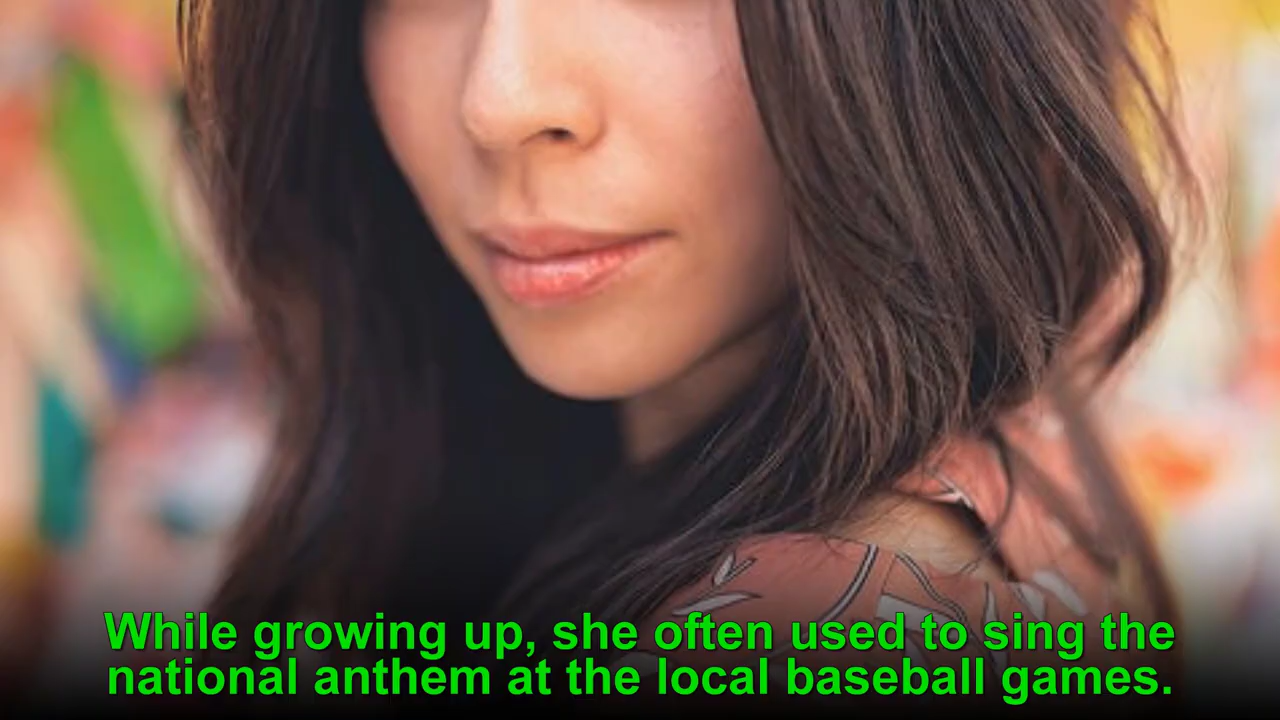 While growing up, she often used to sing the
national anthem at the local baseball games.